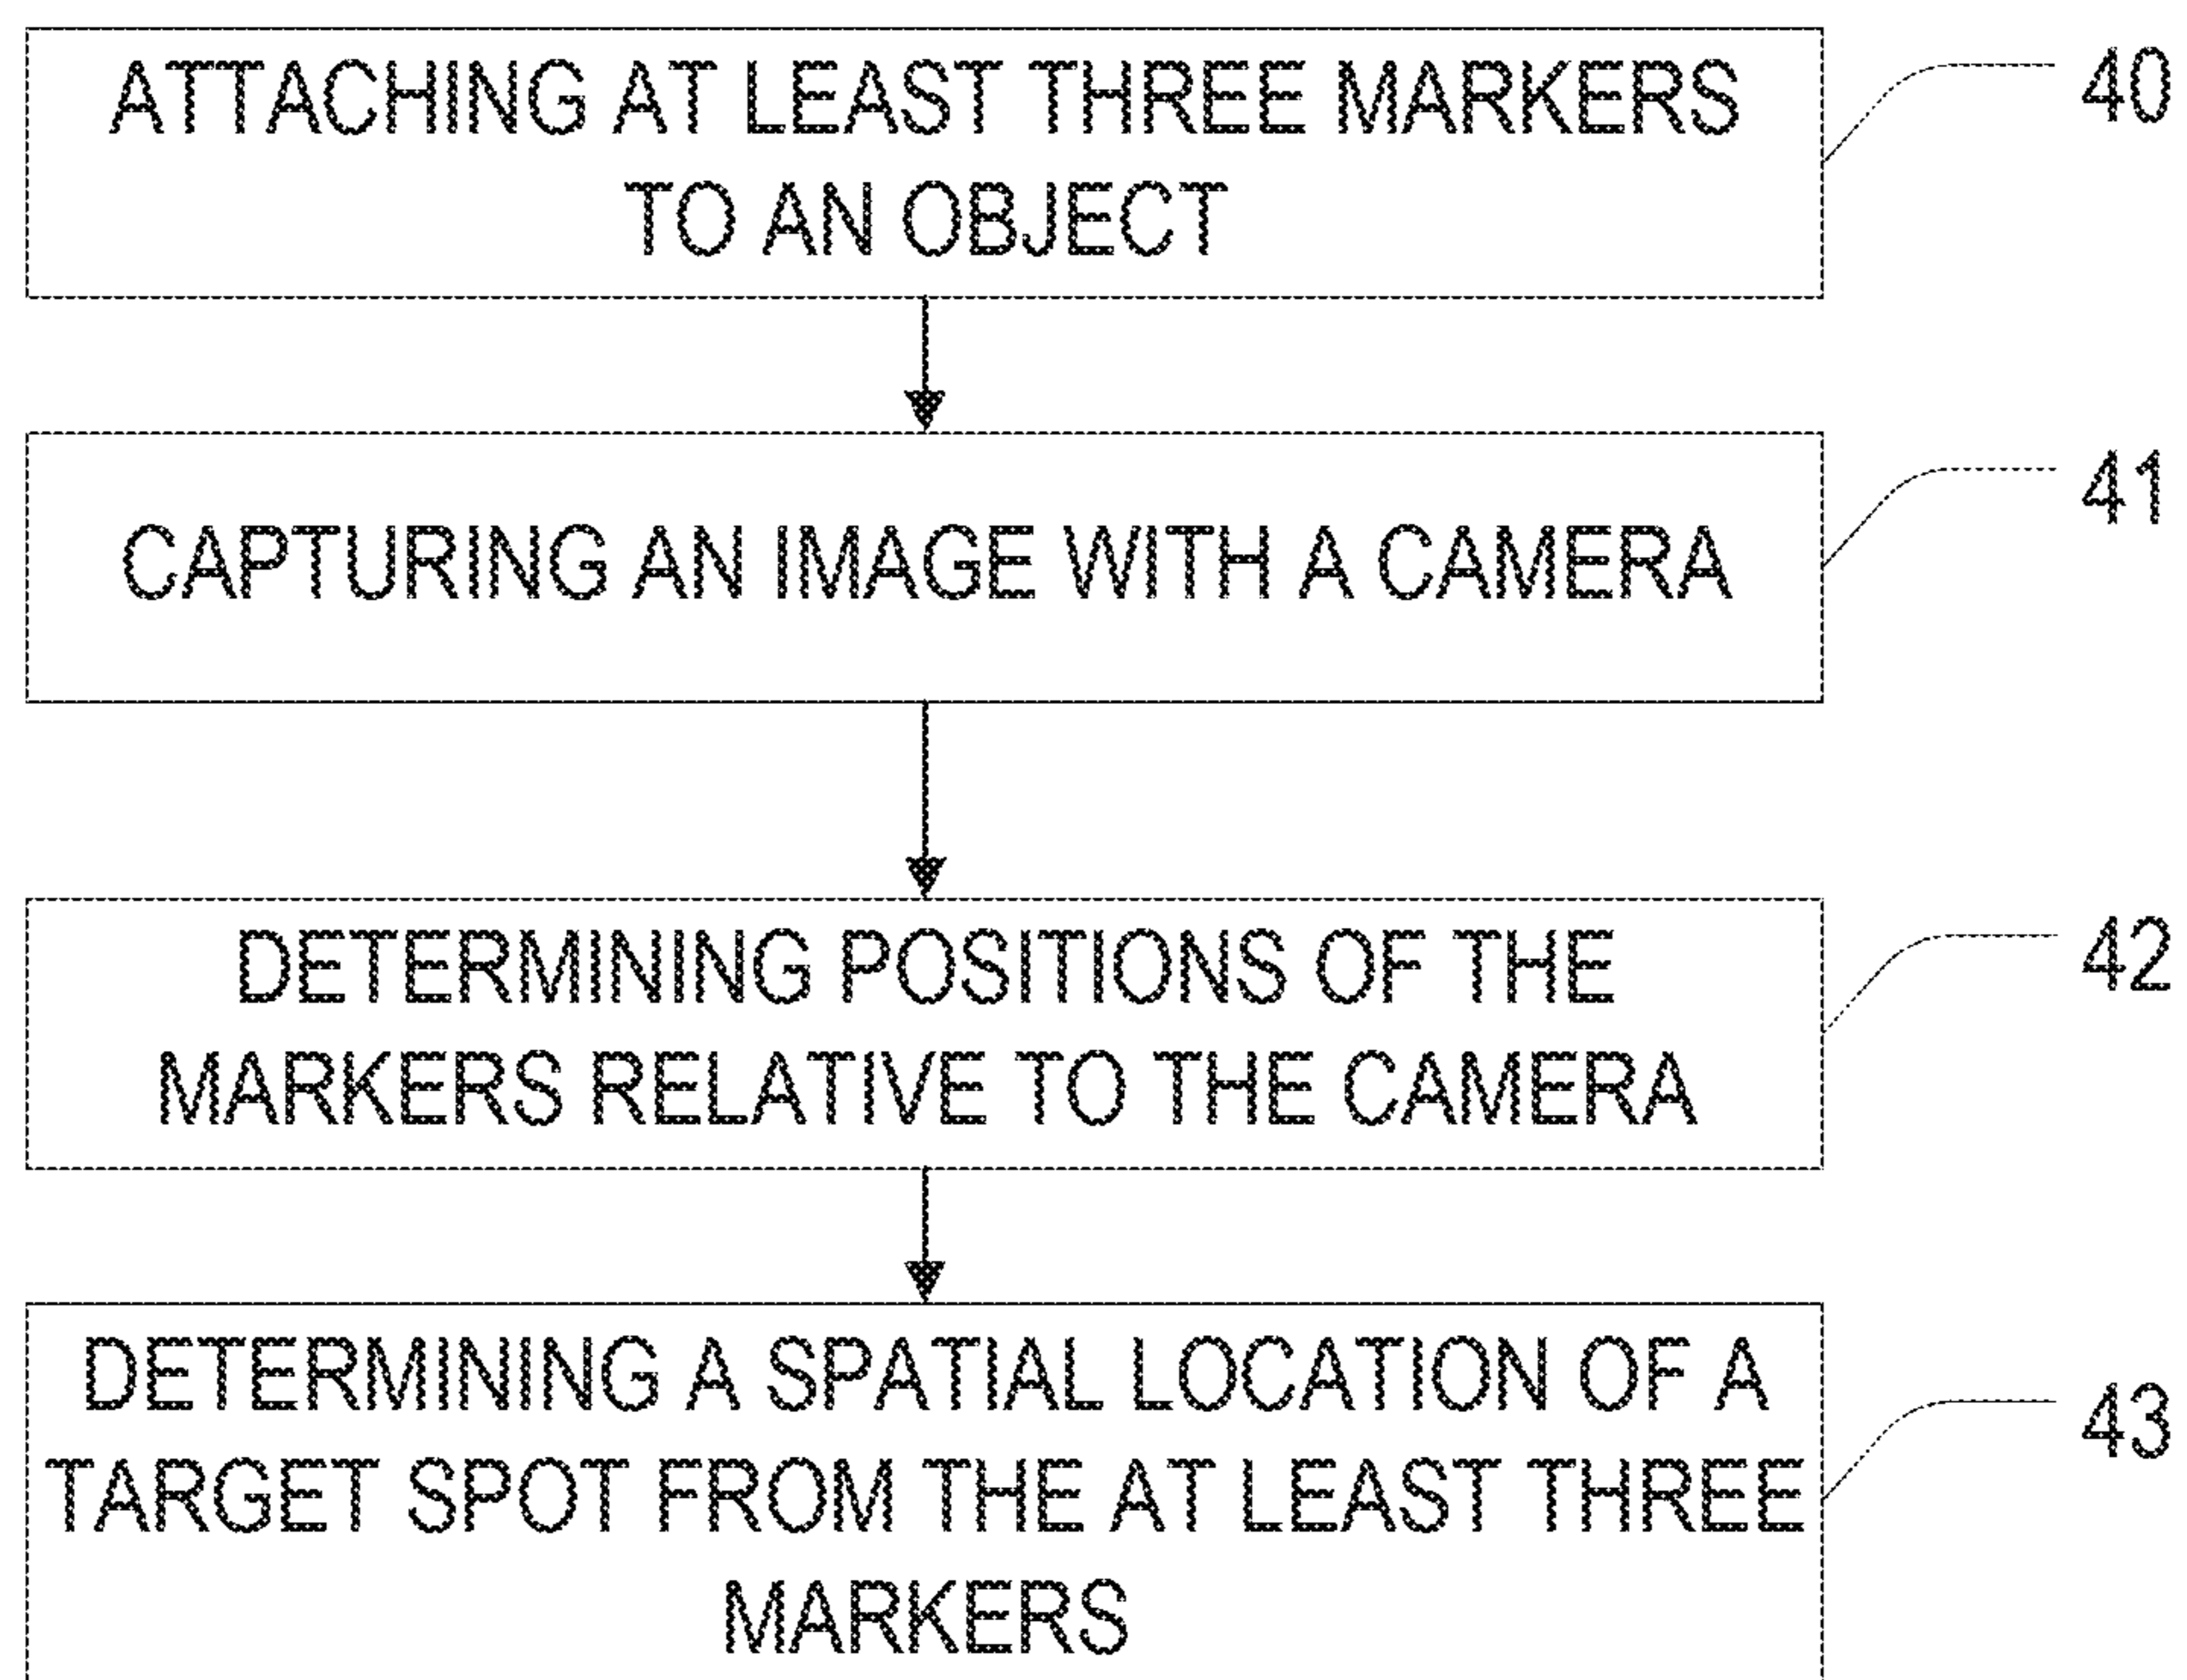 ATTACHING AT LEAST THREE MARKERS
TO AN OBJECT
40
CAPTURING AN IMAGE WITH A CAMERA
41
DETERMINING POSITIONS OF THE
MARKERS RELATIVE TO THE CAMERA
42
DETERMINING A SPATIAL LOCATION OF A
TARGET SPOT FROM THE AT LEAST THREE
MARKERS
43